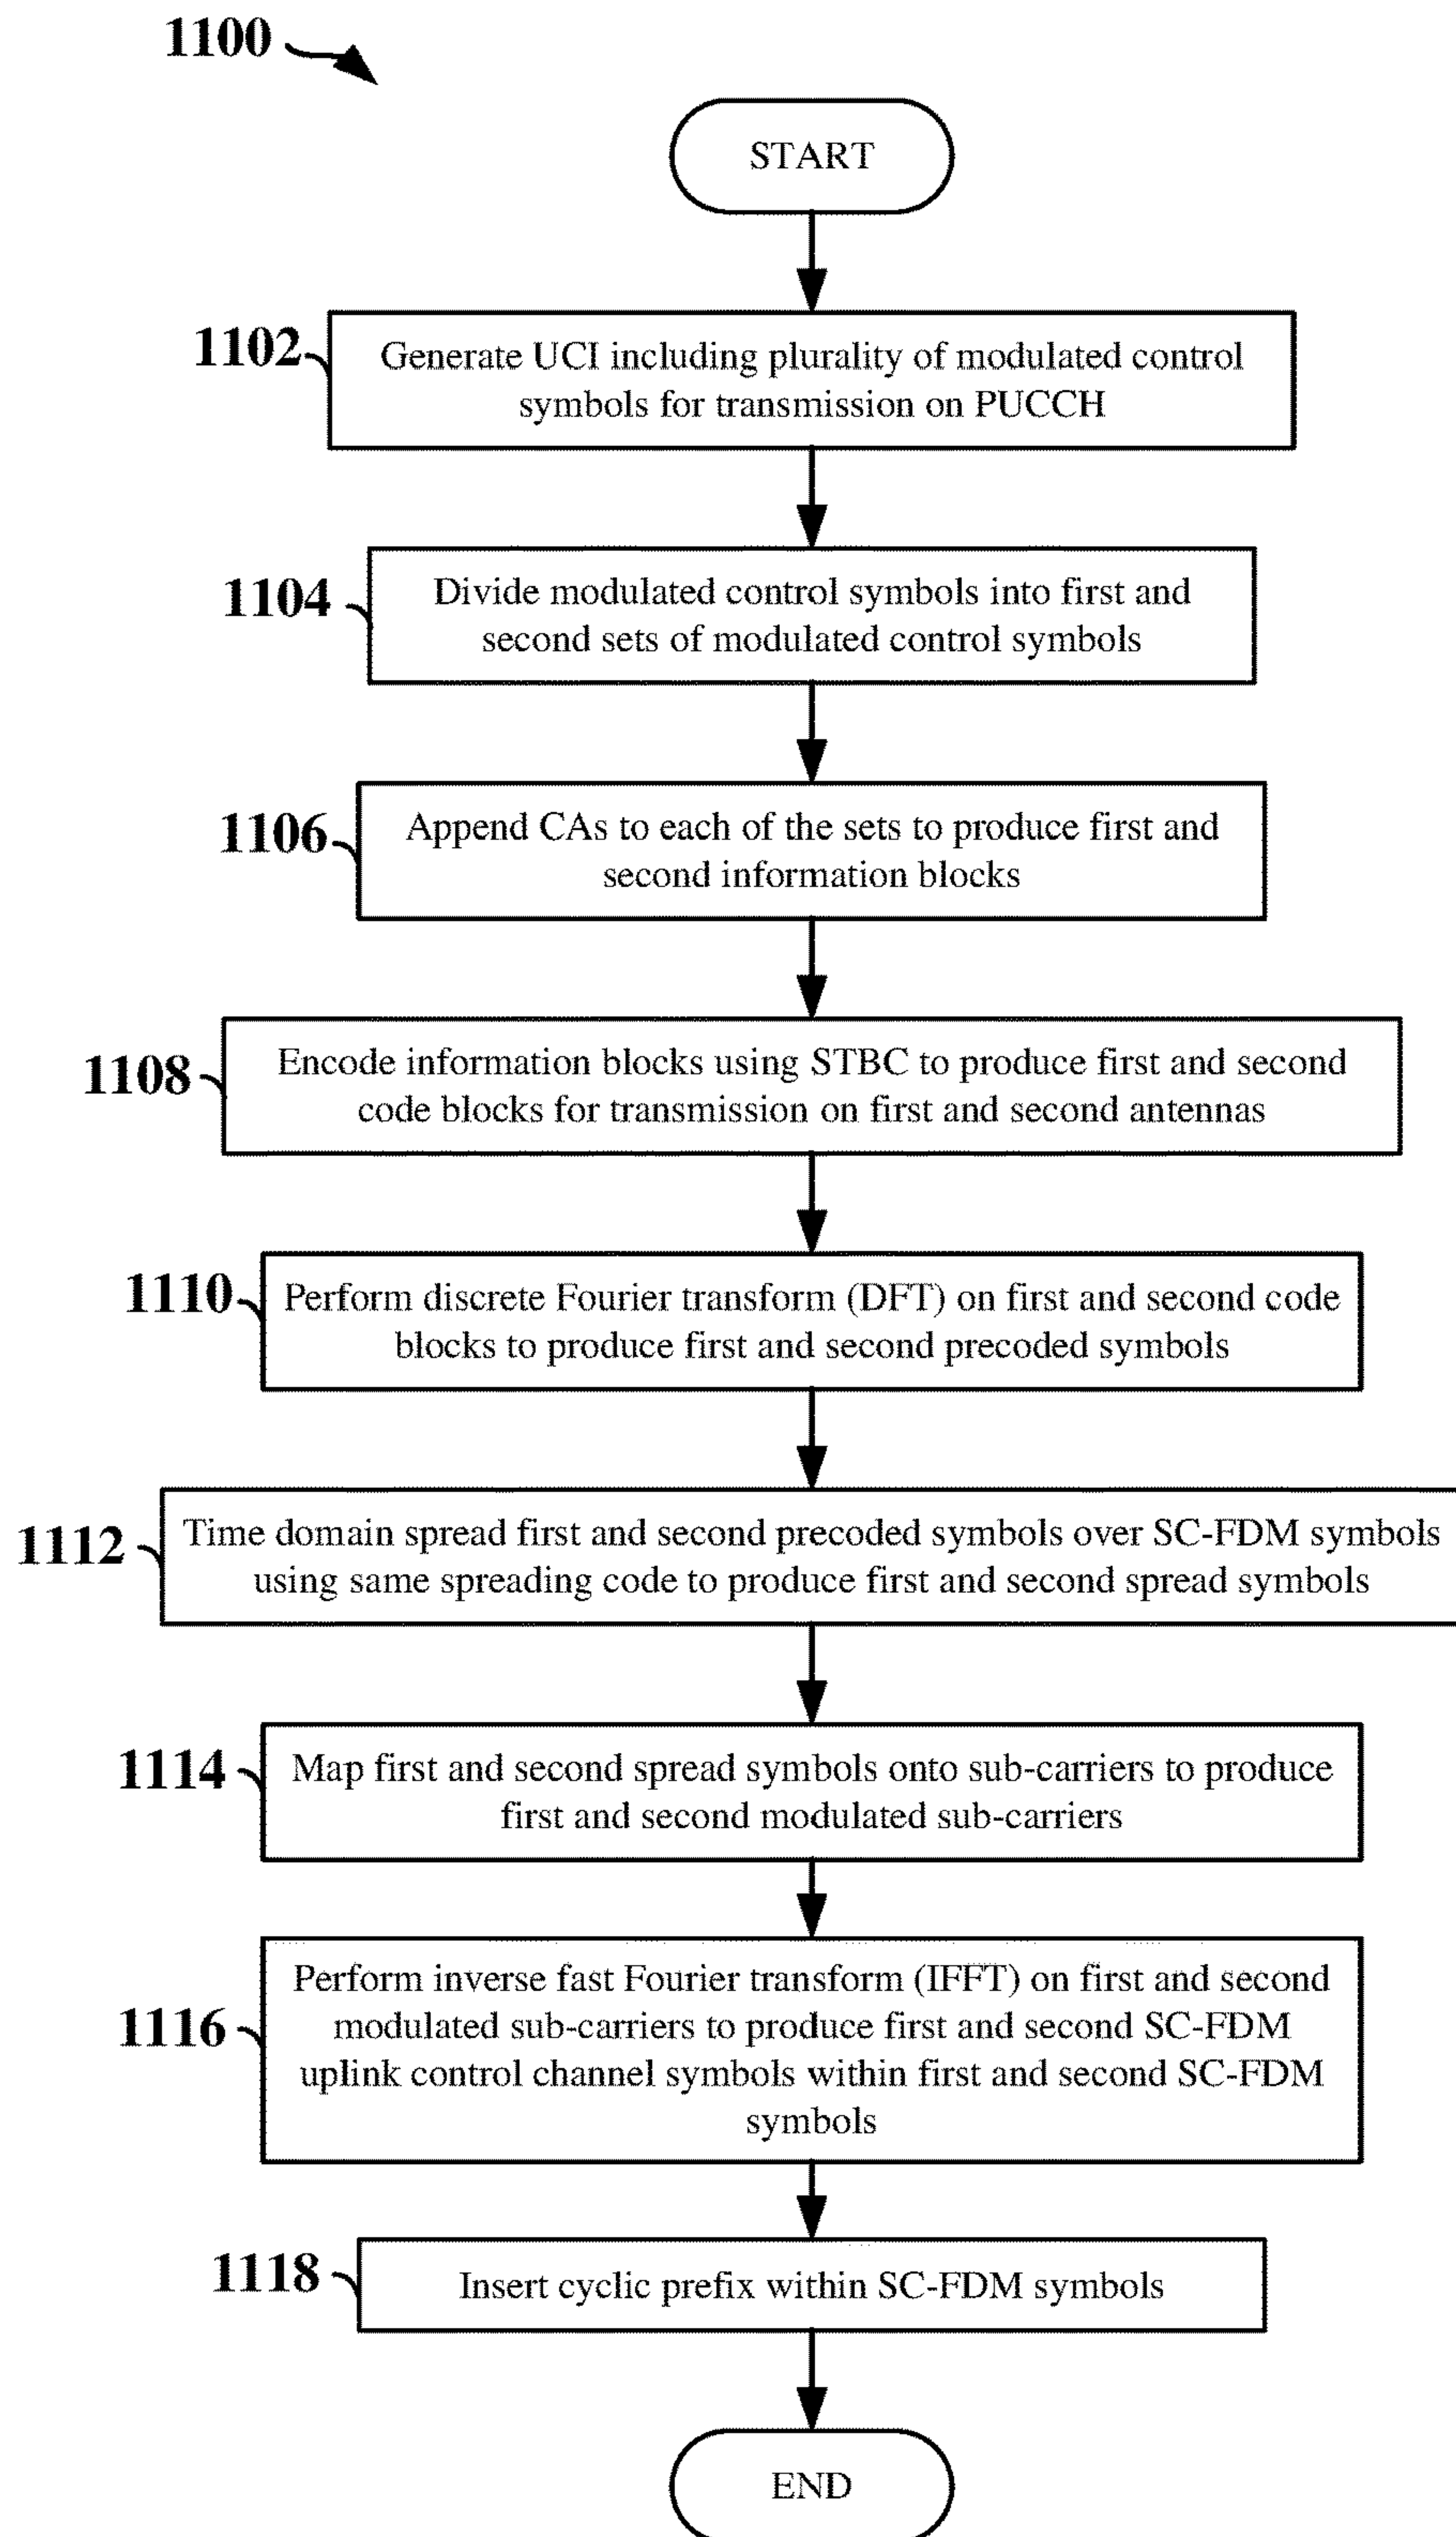 1100
START
1102
Generate UCI including plurality of modulated control
symbols for transmission on PUCCH
1104
Divide modulated control symbols into first and
second sets of modulated control symbols
1106
Append CAs to each of the sets to produce first and
second information blocks
1108
Encode information blocks using STBC to produce first and second
code blocks for transmission on first and second antennas
1110
Perform discrete Fourier transform (DFT) on first and second code
blocks to produce first and second precoded symbols
1112
Time domain spread first and second precoded symbols over SC-FDM symbols
using same spreading code to produce first and second spread symbols
1114
Map first and second spread symbols onto sub-carriers to produce
first and second modulated sub-carriers
1116
Perform inverse fast Fourier transform (IFFT) on first and second
modulated sub-carriers to produce first and second SC-FDM
uplink control channel symbols within first and second SC-FDM
symbols
1118
Insert cyclic prefix within SC-FDM symbols
END